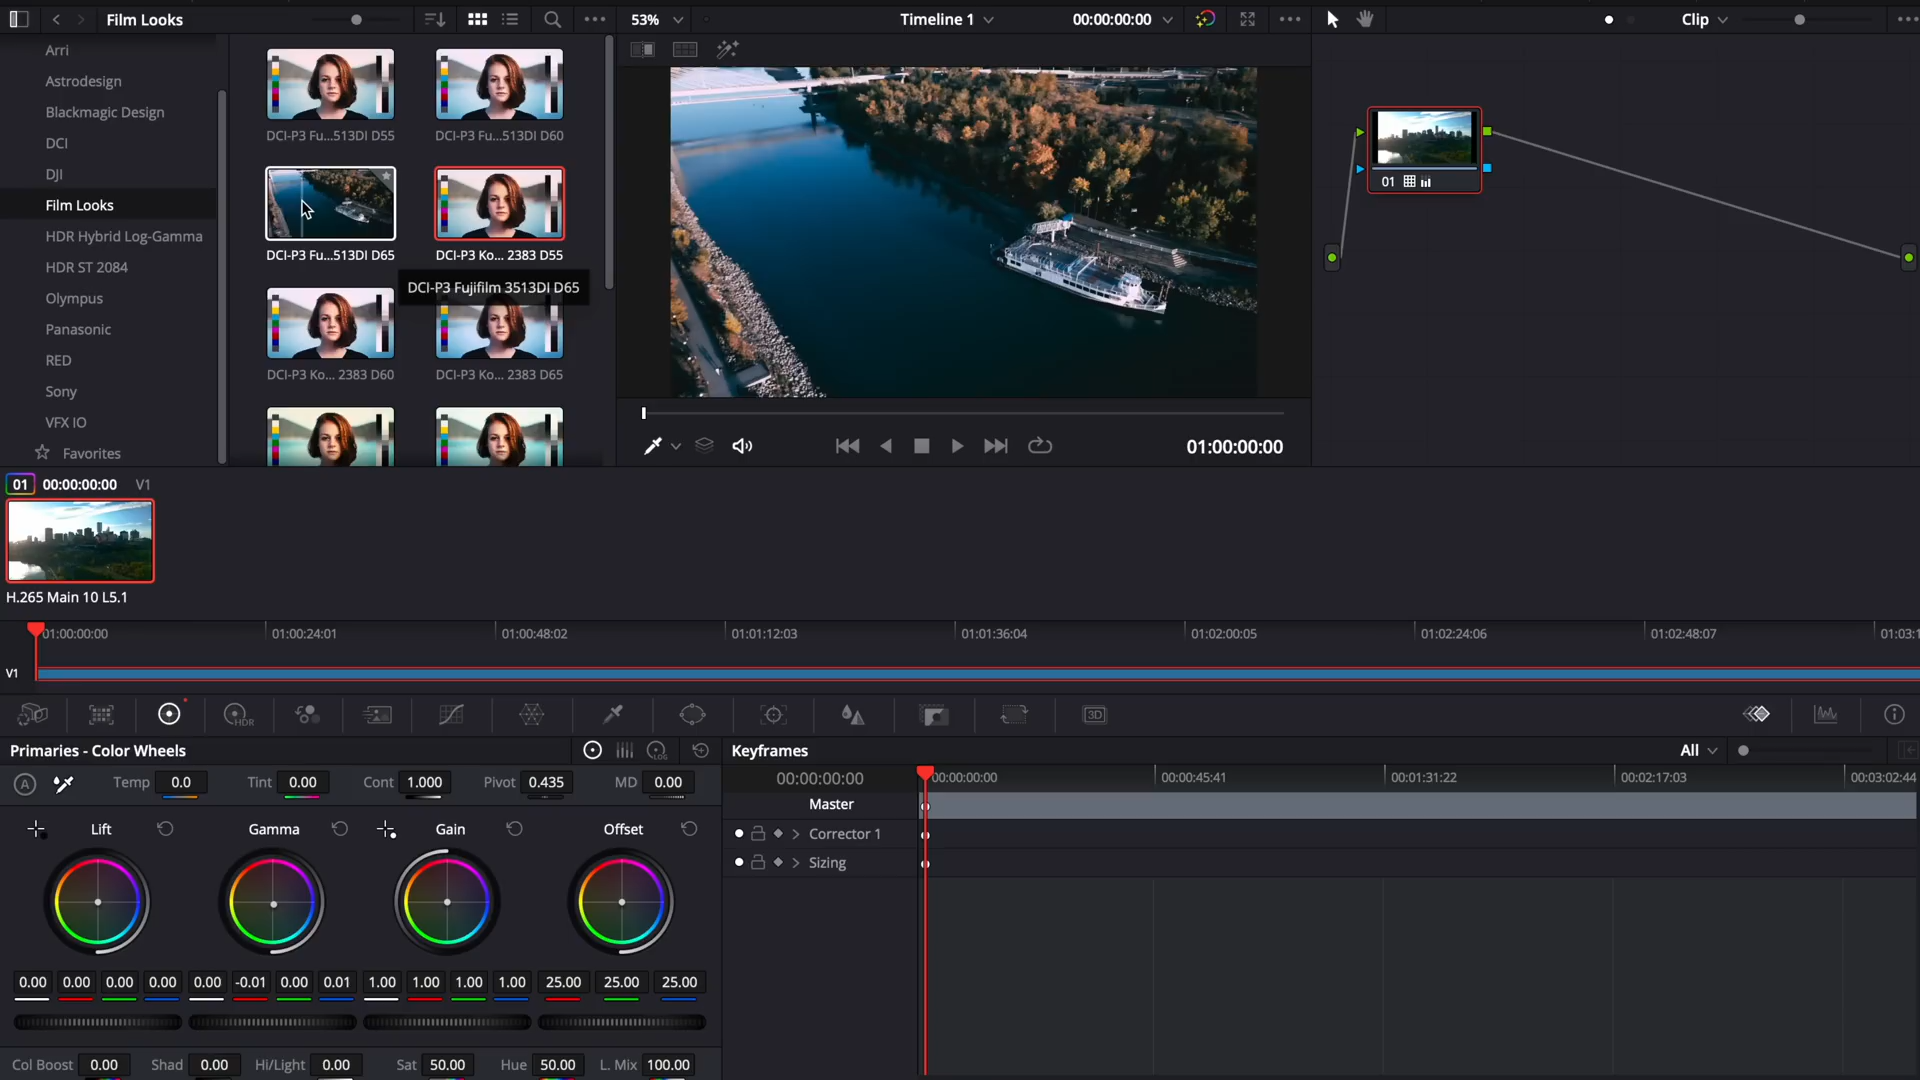 Film Looks
53%
Timeline 1
00:00:00:00
Clip
Arri
Astrodesign
Blackmagic Design
DCI
DJI
Film Looks
HDR Hybrid Log-Gamma
HDR ST 2084
Olympus
Panasonic
RED
Sony
VFX IO
Favorites
DCI-P3 Fu...513DI D55
DCI-P3 Fu...513DI D60
DCI-P3 Fu...513DI D65
DCI-P3 Ko... 2383 D55
DCI-P3 Fujifilm 3513DI D65
DCI-P3 Ko... 2383 D60
DCI-P3 Ko... 2383 D65
01:00:00:00
01
01 00:00:00:00 V1
H.265 Main 10 L5.1
01:00:00:00
01:00:24:01
01:00:48:02
01:01:12:03
01:01:36:04
01:02:00:05
01:02:24:06
01:02:48:07
01:03:1
V1
HDR
3D
Primaries - Color Wheels
LOG
A
Temp 0.0
Tint 0.00
Cont 1.000
Pivot 0.435
MD 0.00
Lift
Gamma
Gain
Offset
0.00 0.00 0.00 0.00
0.00 -0.01 0.00 0.01
1.00 1.00 1.00 1.00
25.00 25.00 25.00
Col Boost 0.00
Shad 0.00
Hi/Light 0.00
Sat 50.00
Hue 50.00
L. Mix 100.00
Keyframes
All
00:00:00:00
00:00:00:00
00:00:45:41
00:01:31:22
00:02:17:03
00:03:02:44
Master
Corrector 1
Sizing